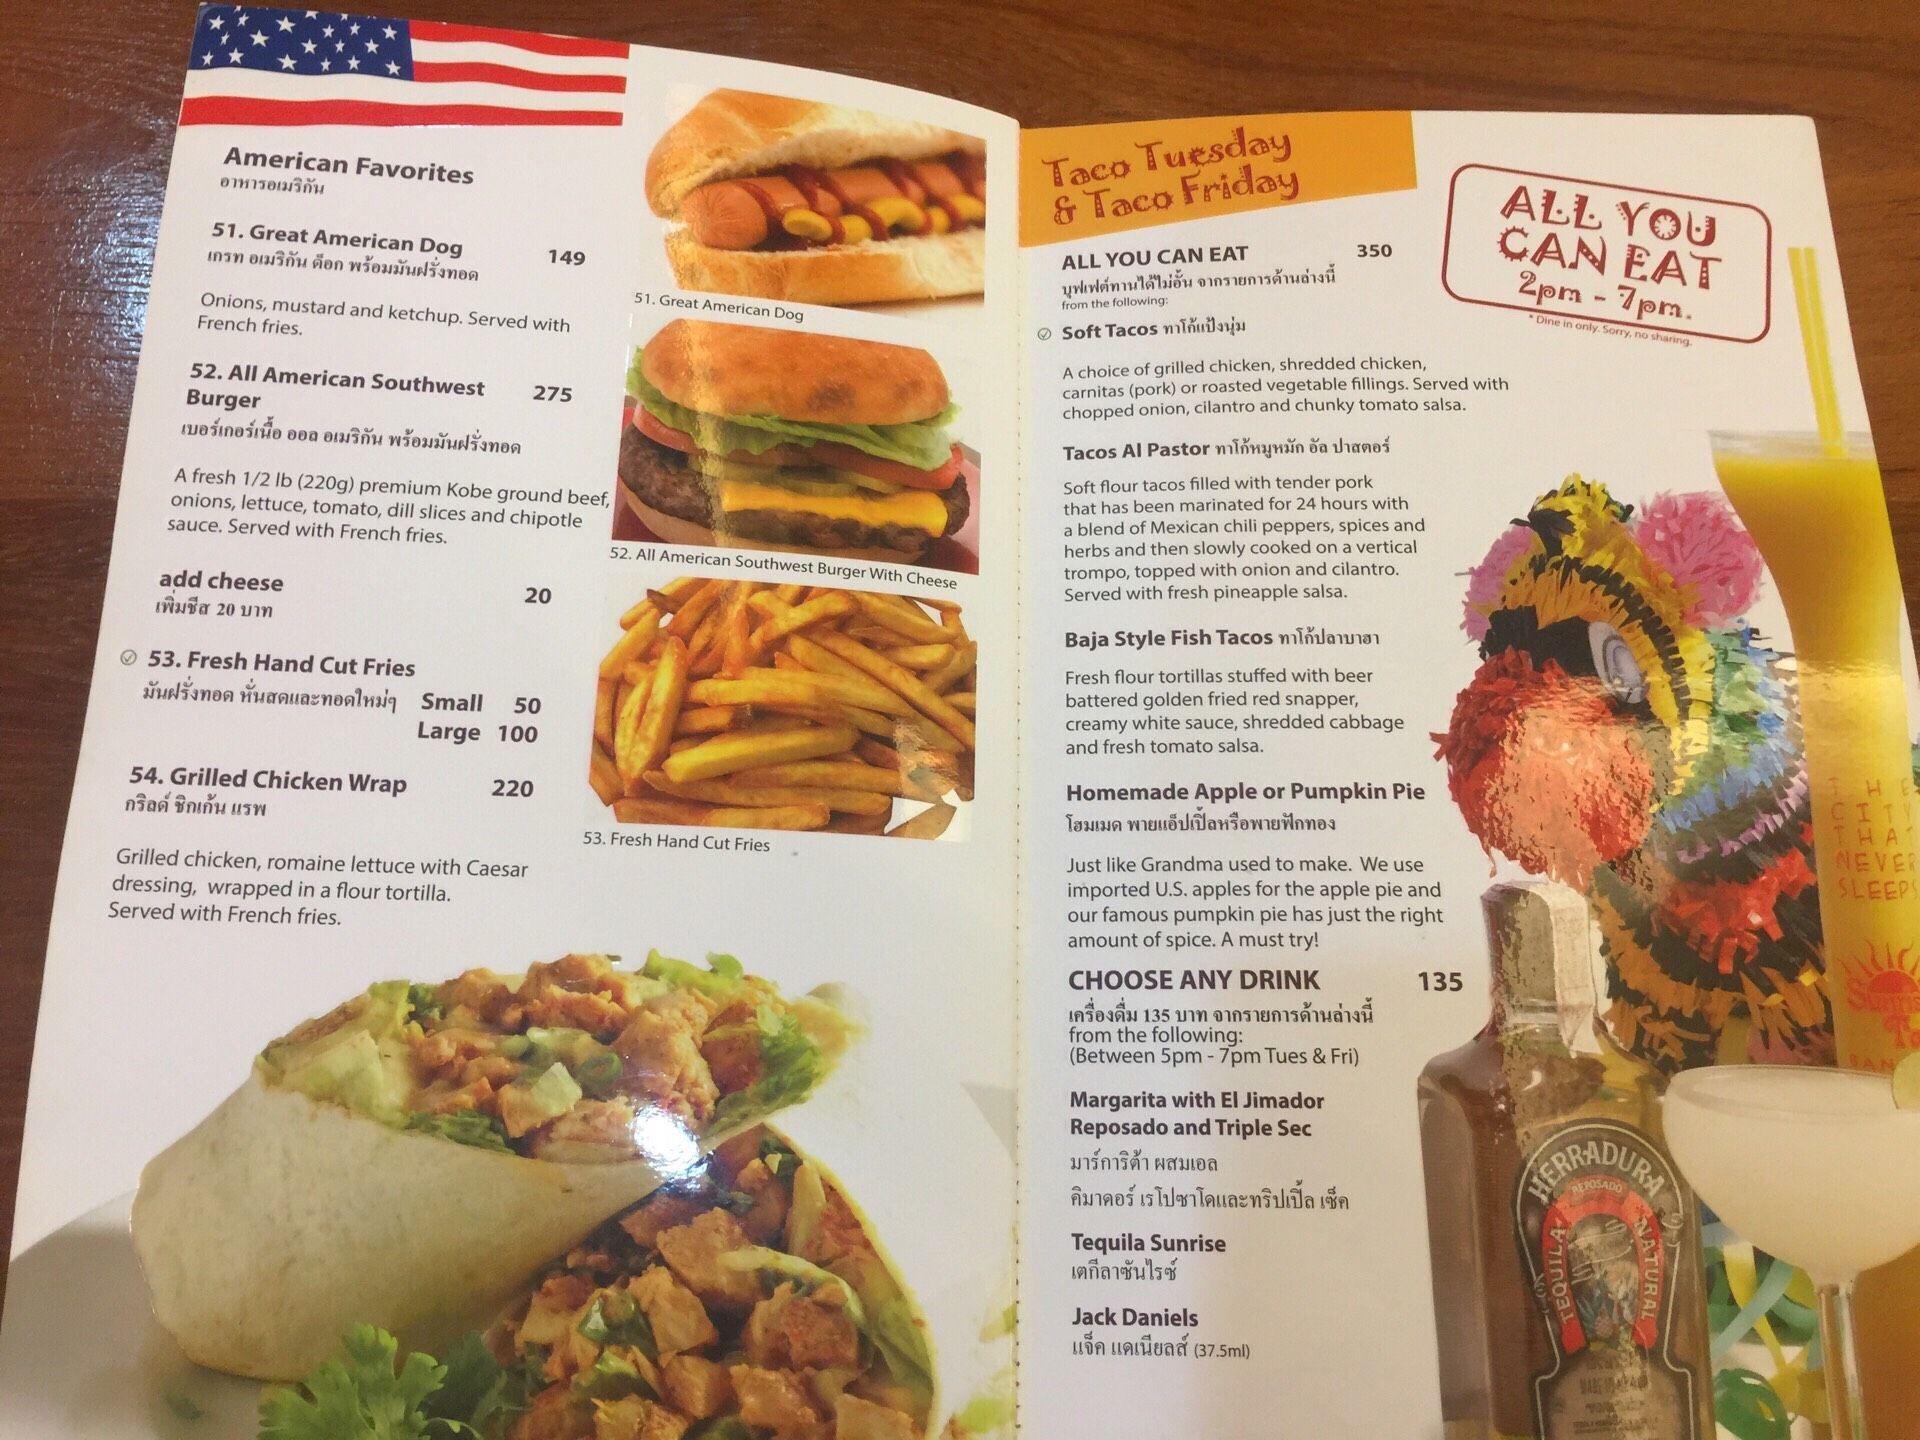 American Favorites
อาหารอเมริกัน
51. Great American Dog 149
เกรท อเมริกัน ด็อก พร้อมมันฝรั่งทอด
Onions, mustard and ketchup. Served with
French fries.
52. All American Southwest 275
Burger
เบอร์เกอร์เนื้อ ออล อเมริกัน พร้อมมันฝรั่งทอด
A fresh 1/2 lb (220g) premium Kobe ground beef,
onions, lettuce, tomato, dill slices and chipotle
sauce. Served with French fries.
add cheese 20
เพิ่มชีส 20 บาท
53. Fresh Hand Cut Fries
มันฝรั่งทอด หั่นสดและทอดใหม่ๆ Small 50
Large 100
54. Grilled Chicken Wrap 220
กริลด์ ชิกเก้น แรพ
Grilled chicken, romaine lettuce with Caesar
dressing, wrapped in a flour tortilla.
Served with French fries.
51. Great American Dog
52. All American Southwest Burger With Cheese
53. Fresh Hand Cut Fries
Taco Tuesday
& Taco Friday
ALL YOU
CAN EAT
2pm - 7pm.
* Dine in only. Sorry, no sharing.
ALL YOU CAN EAT 350
บุฟเฟ่ต์ทานได้ไม่อั้น จากรายการด้านล่างนี้
from the following:
Soft Tacos ทาโก้แป้งนุ่ม
A choice of grilled chicken, shredded chicken,
carnitas (pork) or roasted vegetable fillings. Served with
chopped onion, cilantro and chunky tomato salsa.
Tacos Al Pastor ทาโก้หมูหมัก อัล ปาสตอร์
Soft flour tacos filled with tender pork
that has been marinated for 24 hours with
a blend of Mexican chili peppers, spices and
herbs and then slowly cooked on a vertical
trompo, topped with onion and cilantro.
Served with fresh pineapple salsa.
Baja Style Fish Tacos ทาโก้ปลาบาฮา
Fresh flour tortillas stuffed with beer
battered golden fried red snapper,
creamy white sauce, shredded cabbage
and fresh tomato salsa.
Homemade Apple or Pumpkin Pie
โฮมเมด พายแอ็ปเปิ้ลหรือพายฟักทอง
Just like Grandma used to make. We use
imported U.S. apples for the apple pie and
our famous pumpkin pie has just the right
amount of spice. A must try!
CHOOSE ANY DRINK 135
เครื่องดื่ม 135 บาท จากรายการด้านล่างนี้
from the following:
(Between 5pm - 7pm Tues & Fri)
Margarita with El Jimador
Reposado and Triple Sec
มาร์การิต้า ผสมเอล
คิมาดอร์ เรโปซาโดและทริปเปิ้ล เซ็ค
Tequila Sunrise
เตกีลาซันไรซ์
Jack Daniels
แจ็ค แดเนียลส์ (37.5ml)
THE
CITY
THAT
NEVER
SLEEPS
HERRADURA
REPOSADO
TEQUILA
NATURAL